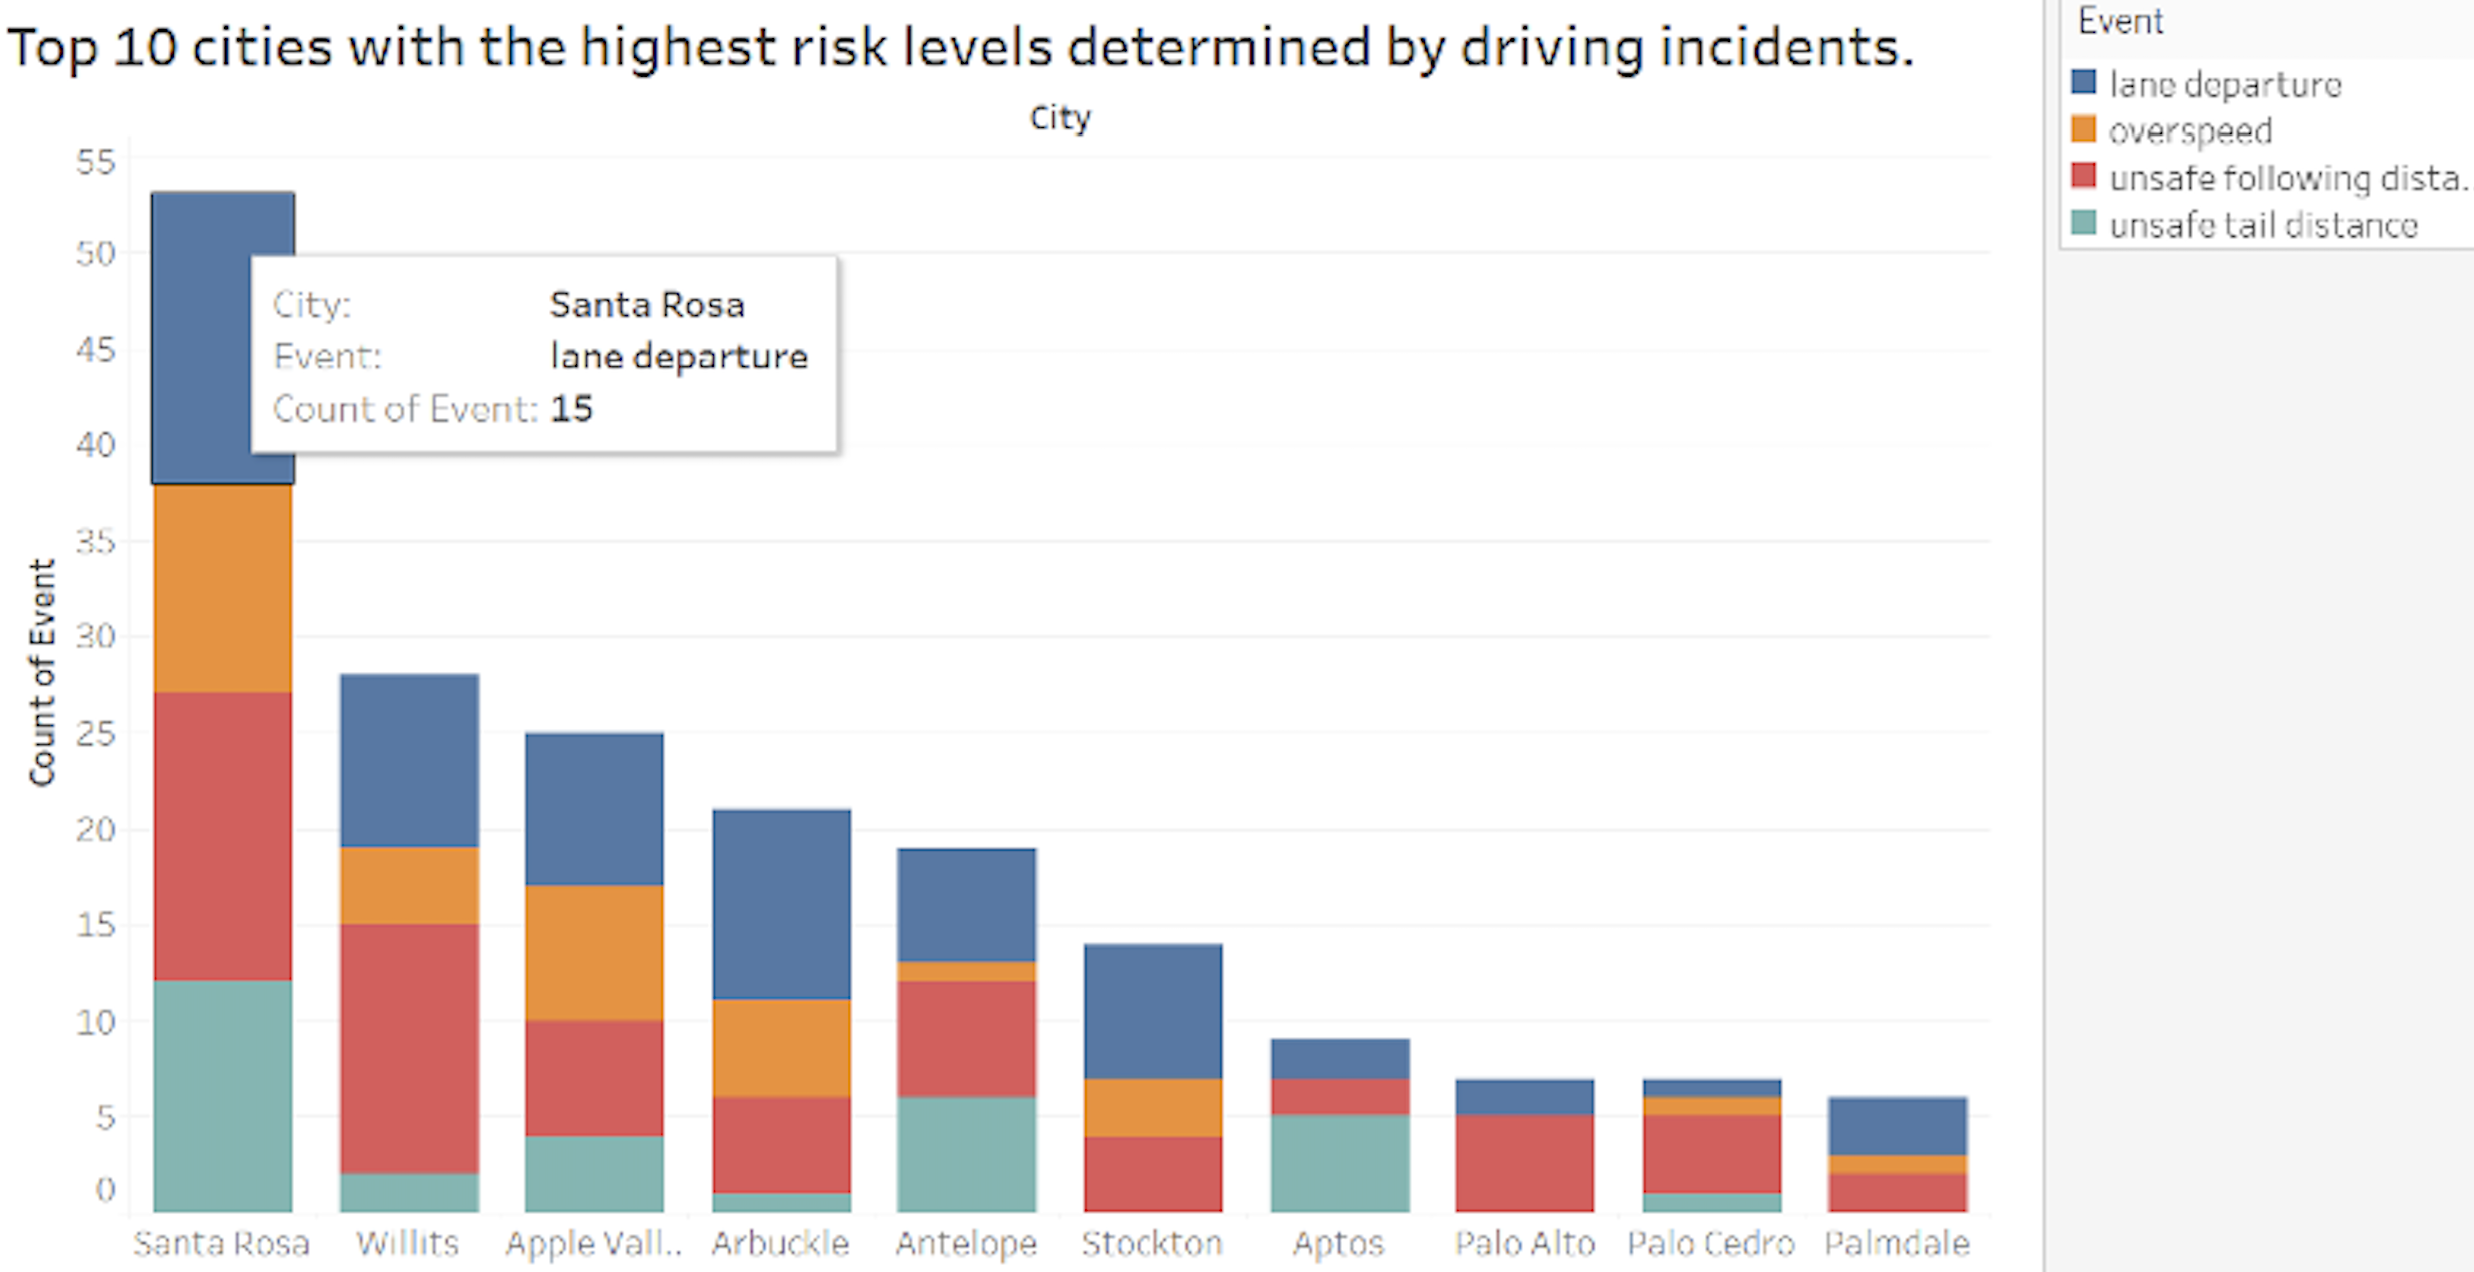 Top 10 cities with the highest risk levels determined by driving incidents.
City
55
50
45
40
35
30
25
20
15
10
5
0
Count of Event
City: Santa Rosa
Event: lane departure
Count of Event: 15
Santa Rosa
Willits
Apple Vall..
Arbuckle
Antelope
Stockton
Aptos
Palo Alto
Palo Cedro
Palmdale
Event
lane departure
overspeed
unsafe following dista..
unsafe tail distance